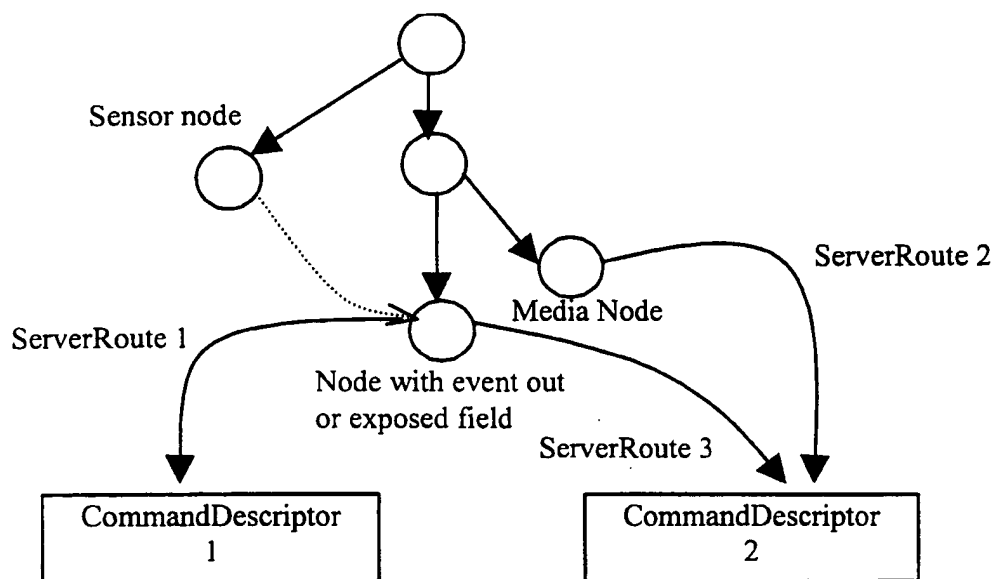 Sensor node
ServerRoute 2
Media Node
ServerRoute 1
Node with event out
or exposed field
ServerRoute 3
CommandDescriptor
1
CommandDescriptor
2